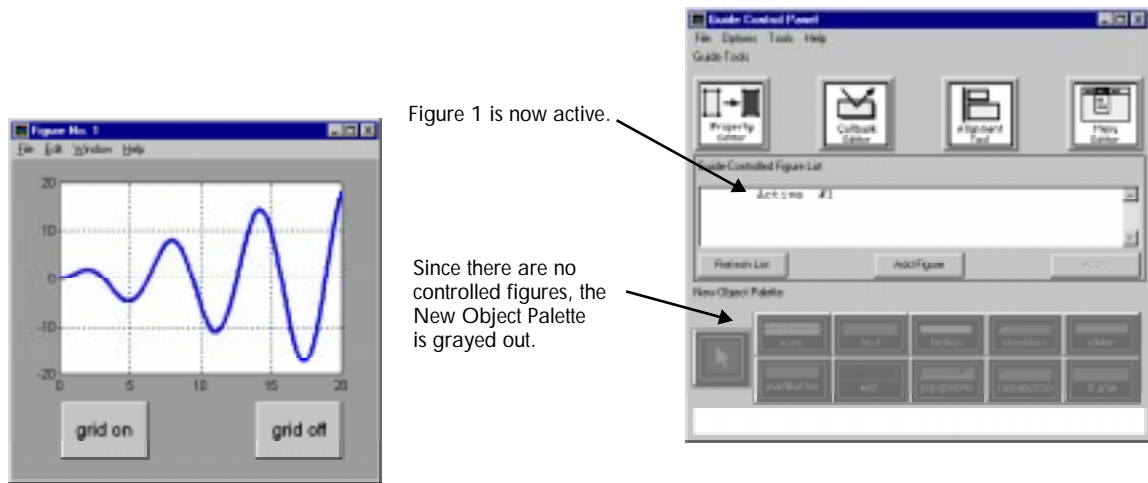 Figure No. 1
File Edit Window Help
20
10
0
-10
-20
0 5 10 15 20
grid on
grid off
Figure 1 is now active.
Since there are no
controlled figures, the
New Object Palette
is grayed out.
Guide Control Panel
File Options Tools Help
Guide Tools
Property
Editor
Callback
Editor
Alignment
Tool
Menu
Editor
Guide Controlled Figure List
Active #1
Refresh List
Add Figure
Apply
New Object Palette
axes
text
listbox
checkbox
slider
pushbutton
edit
popupmenu
radiobutton
frame